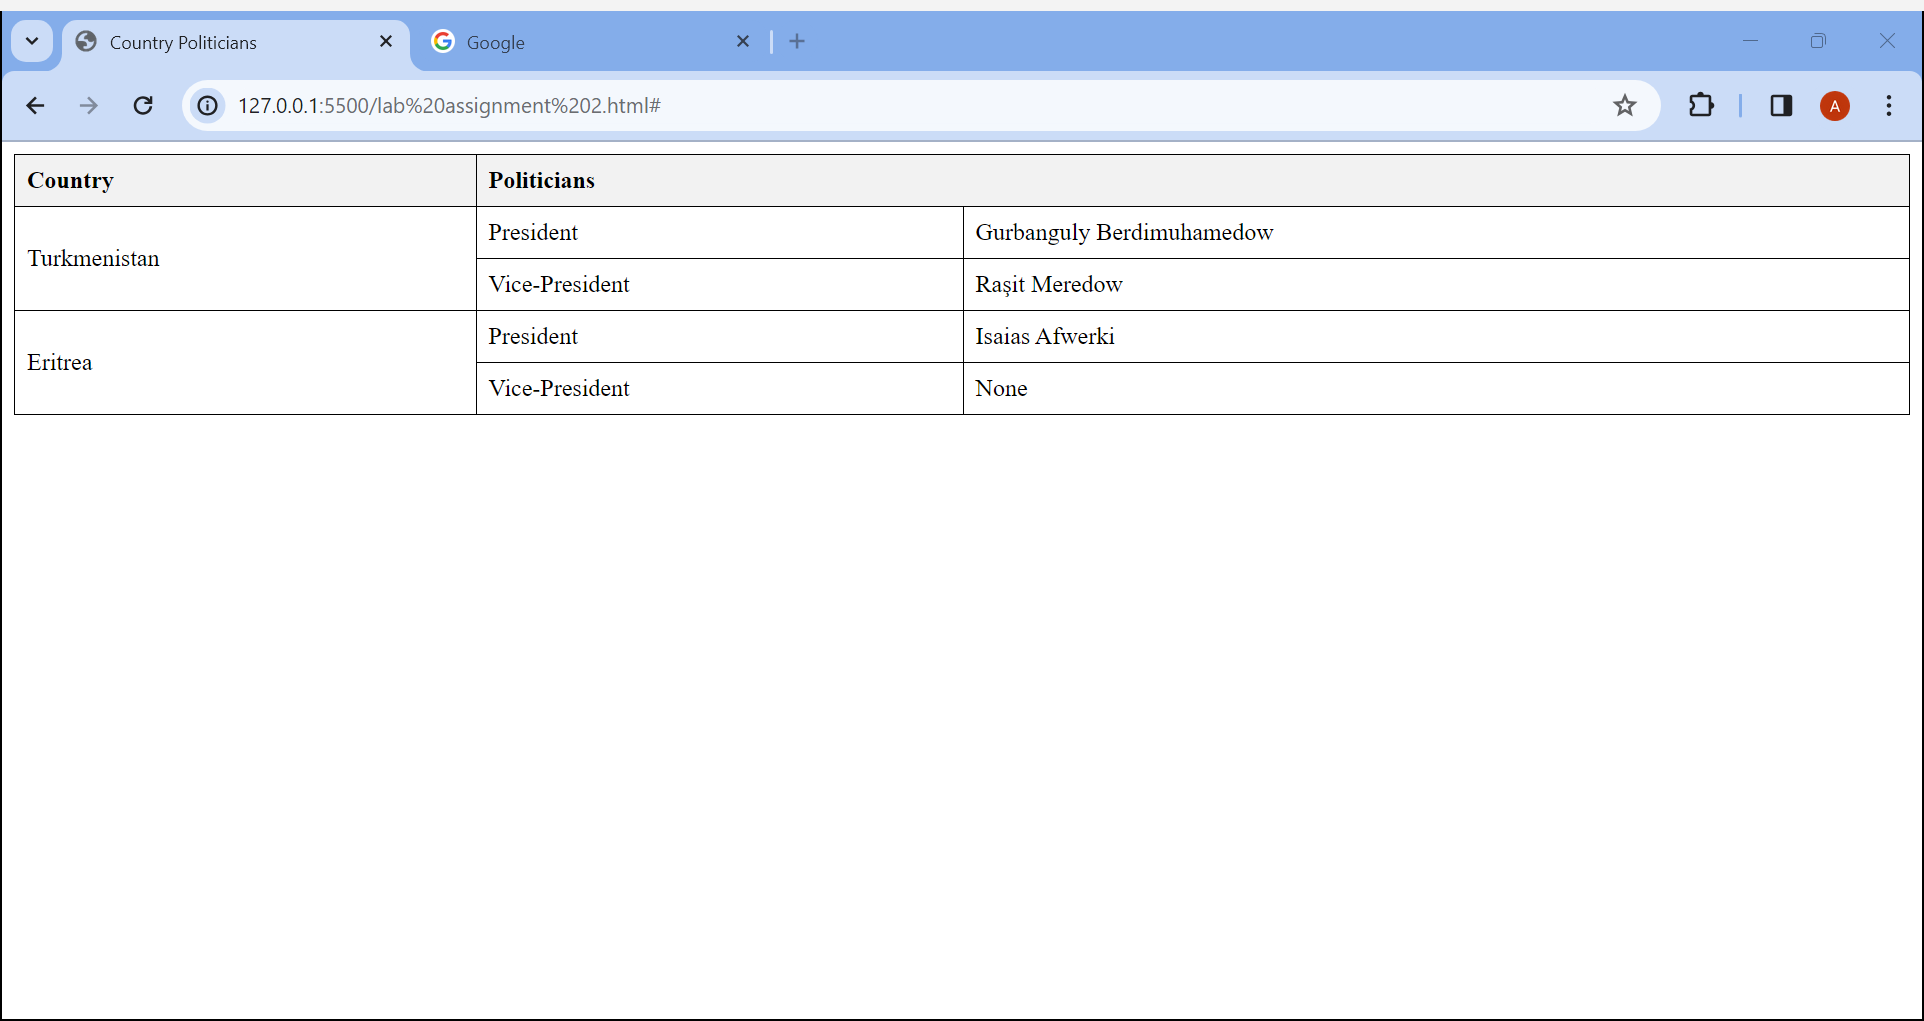 Country Politicians
Google
127.0.0.1:5500/lab%20assignment%202.html#
A
Country Politicians
Turkmenistan
President Gurbanguly Berdimuhamedow
Vice-President Raşit Meredow
Eritrea
President Isaias Afwerki
Vice-President None